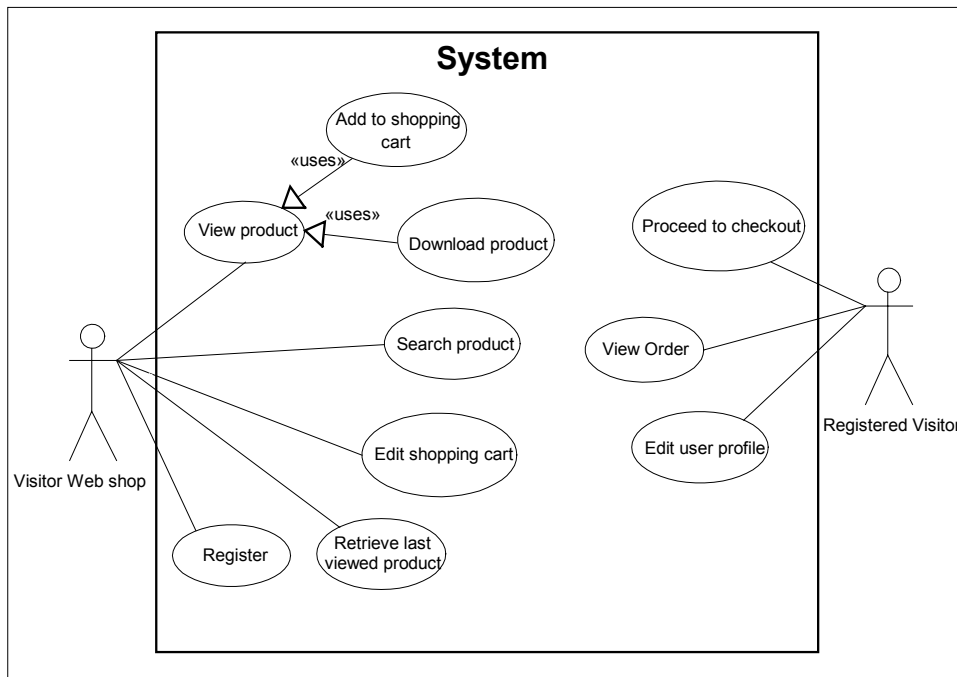 System
Add to shopping
cart
«uses»
View product
«uses»
Download product
Proceed to checkout
Search product
View Order
Edit shopping cart
Edit user profile
Registered Visitor
Visitor Web shop
Register
Retrieve last
viewed product